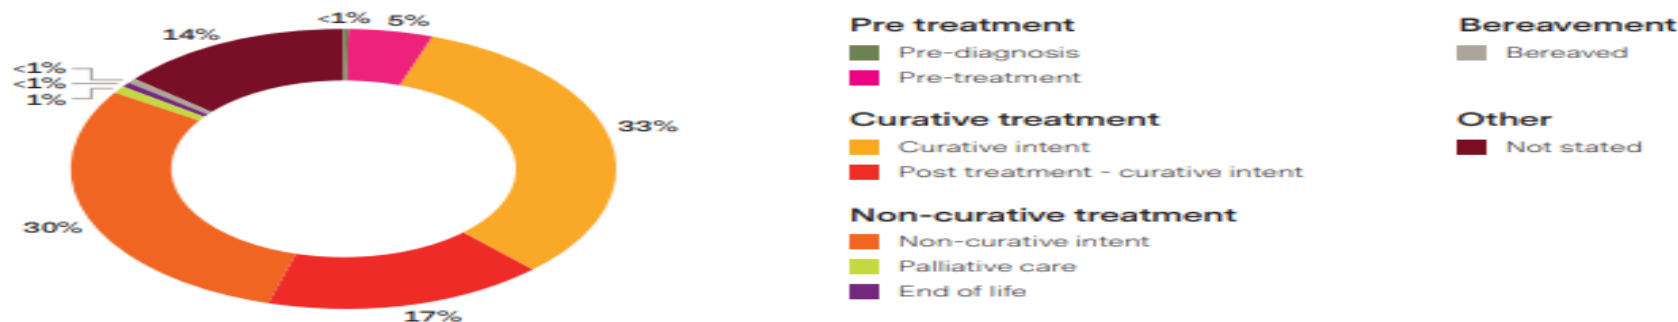 <1% 5%
14%
<1%
<1%
1%
33%
30%
17%
Pre treatment
Pre-diagnosis
Pre-treatment
Curative treatment
Curative intent
Post treatment - curative intent
Non-curative treatment
Non-curative intent
Palliative care
End of life
Bereavement
Bereaved
Other
Not stated